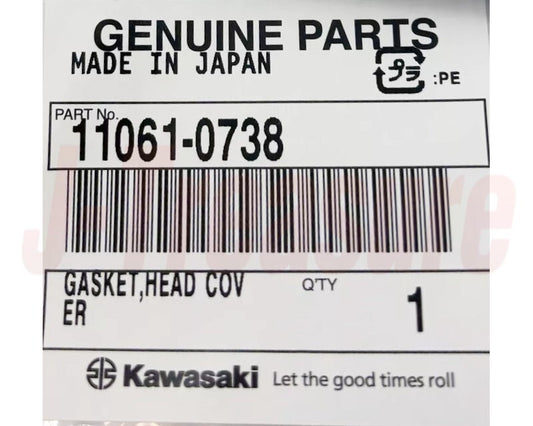 GENUINE PARTS
MADE IN JAPAN
プラ :PE
PART No.
11061-0738
J-Treasure
GASKET,HEAD COV
ER
Q'TY 1
Kawasaki Let the good times roll